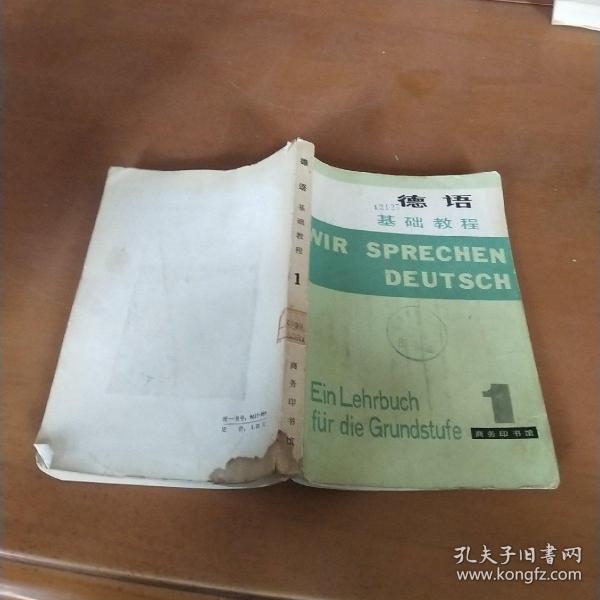 德语
基础教程
WIR SPRECHEN
DEUTSCH
Ein Lehrbuch
für die Grundstufe
1
商务印书馆
德语基础教程
1
商务印书馆
孔夫子旧书网
www.kongfz.com